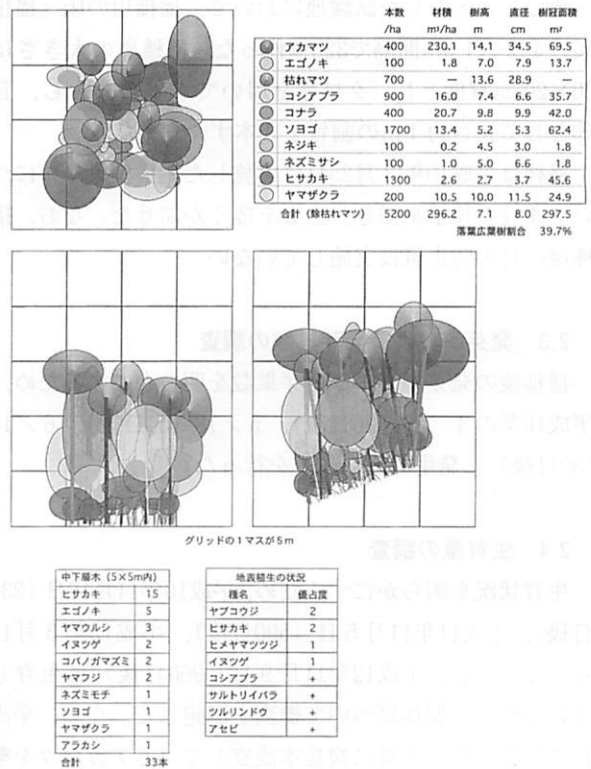 本数 材積 樹高 直径 樹冠面積
/ha m³/ha m cm m²
アカマツ 400 230.1 14.1 34.5 69.5
エゴノキ 100 1.8 7.0 7.9 13.7
枯れマツ 700 — 13.6 28.9 —
コシアブラ 900 16.0 7.4 6.6 35.7
コナラ 400 20.7 9.8 9.9 42.0
ソヨゴ 1700 13.4 5.2 5.3 62.4
ネジキ 100 0.2 4.5 3.0 1.8
ネズミサシ 100 1.0 5.0 6.6 1.8
ヒサカキ 1300 2.6 2.7 3.7 45.6
ヤマザクラ 200 10.5 10.0 11.5 24.9
合計（除枯れマツ） 5200 296.2 7.1 8.0 297.5
落葉広葉樹割合 39.7%
グリッドの1マスが5m
中下層木（5×5m内）
ヒサカキ 15
エゴノキ 5
ヤマウルシ 3
イヌツゲ 2
コバノガマズミ 2
ヤマフジ 2
ネズミモチ 1
ソヨゴ 1
ヤマザクラ 1
アラカシ 1
合計 33本
地表植生の状況
種名 優占度
ヤブコウジ 2
ヒサカキ 2
ヒメヤマツツジ 1
イヌツゲ 1
コシアブラ +
サルトリイバラ +
ツルリンドウ +
アセビ +